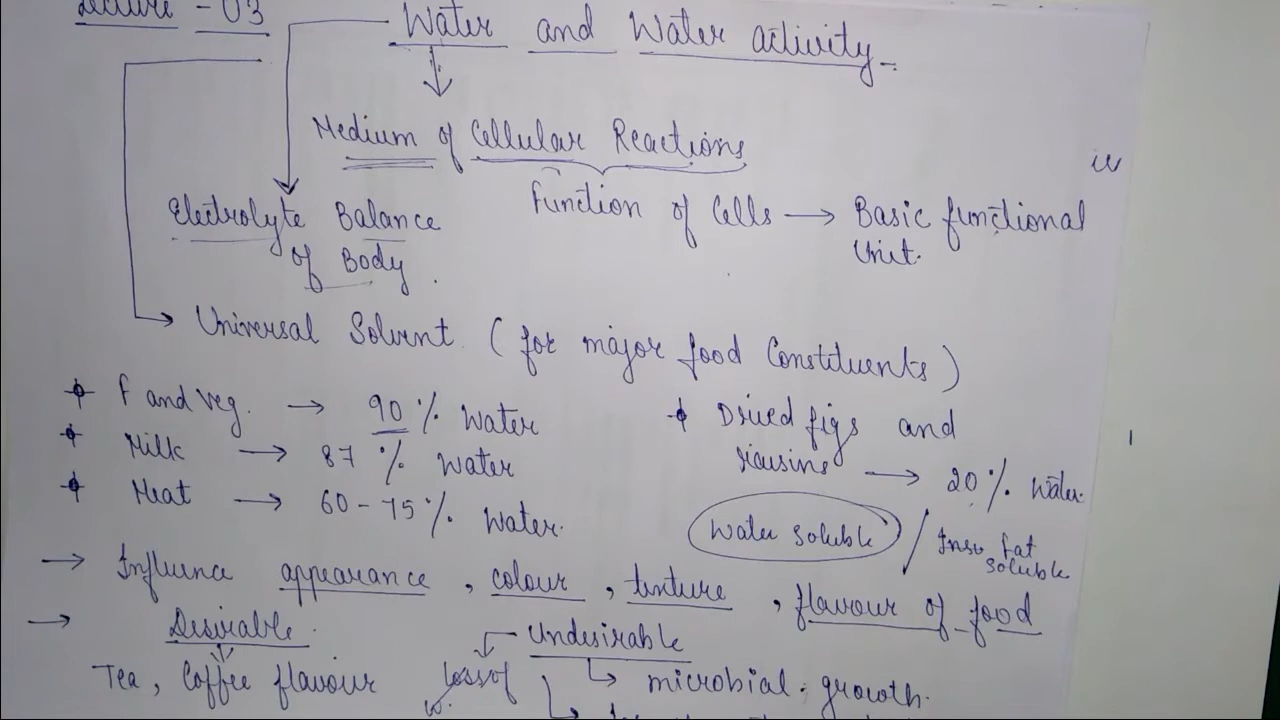 Lecture - 03
Water and Water activity -
Medium of Cellular Reactions
Function of Cells → Basic functional
Unit.
Electrolyte Balance
of Body.
→ Universal Solvent (for major food Constituents)
F and veg. → 90% Water
Milk → 87% Water
Meat → 60-75% Water.
Dried figs and
raisins → 20% Water
Water soluble / Inso fat
soluble
→ Influence appearance, colour, texture, flavour of food
→ Desirable. Undesirable
Tea, Coffee flavour loss of microbial growth.
w.